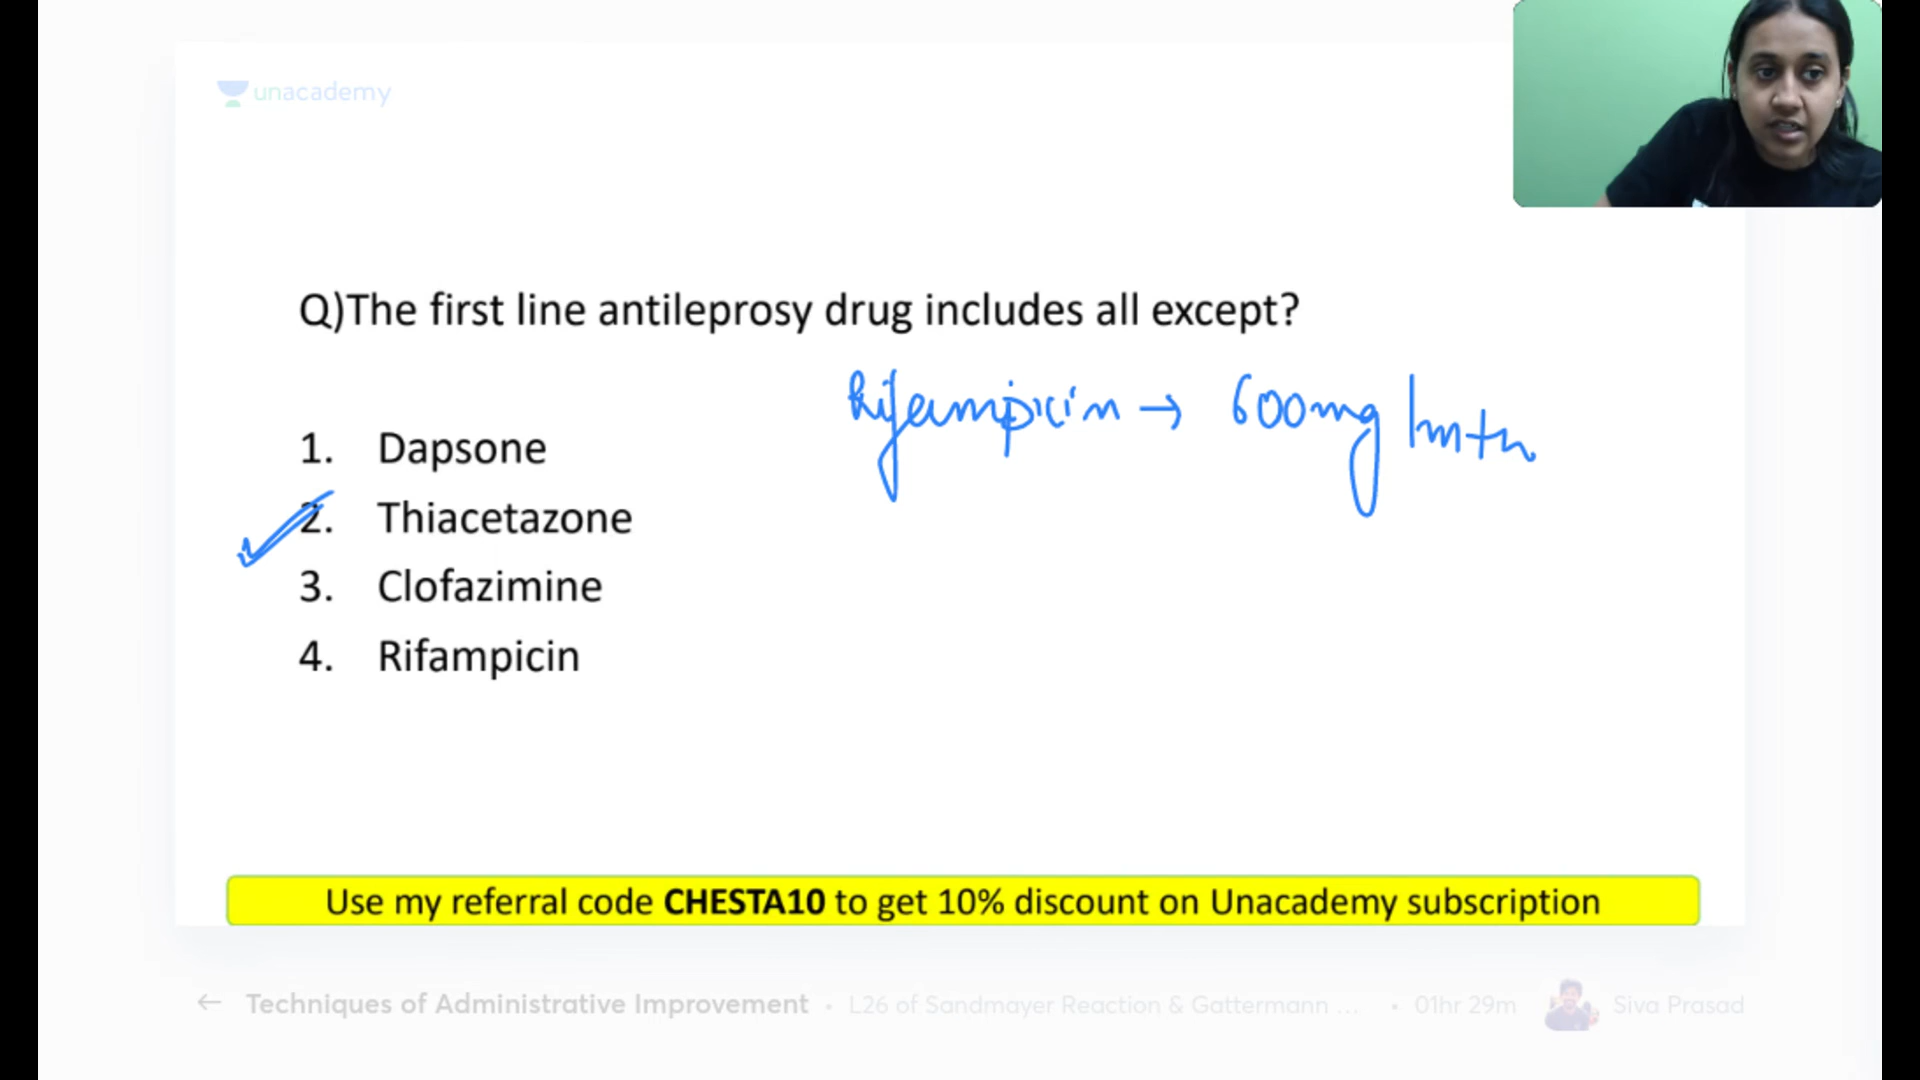 unacademy
Q)The first line antileprosy drug includes all except?
Rifampicin → 600mg 1mth
1. Dapsone
2. Thiacetazone
3. Clofazimine
4. Rifampicin
Use my referral code CHESTA10 to get 10% discount on Unacademy subscription
← Techniques of Administrative Improvement • L26 of Sandmayer Reaction & Gattermann ... • 01hr 29m Siva Prasad